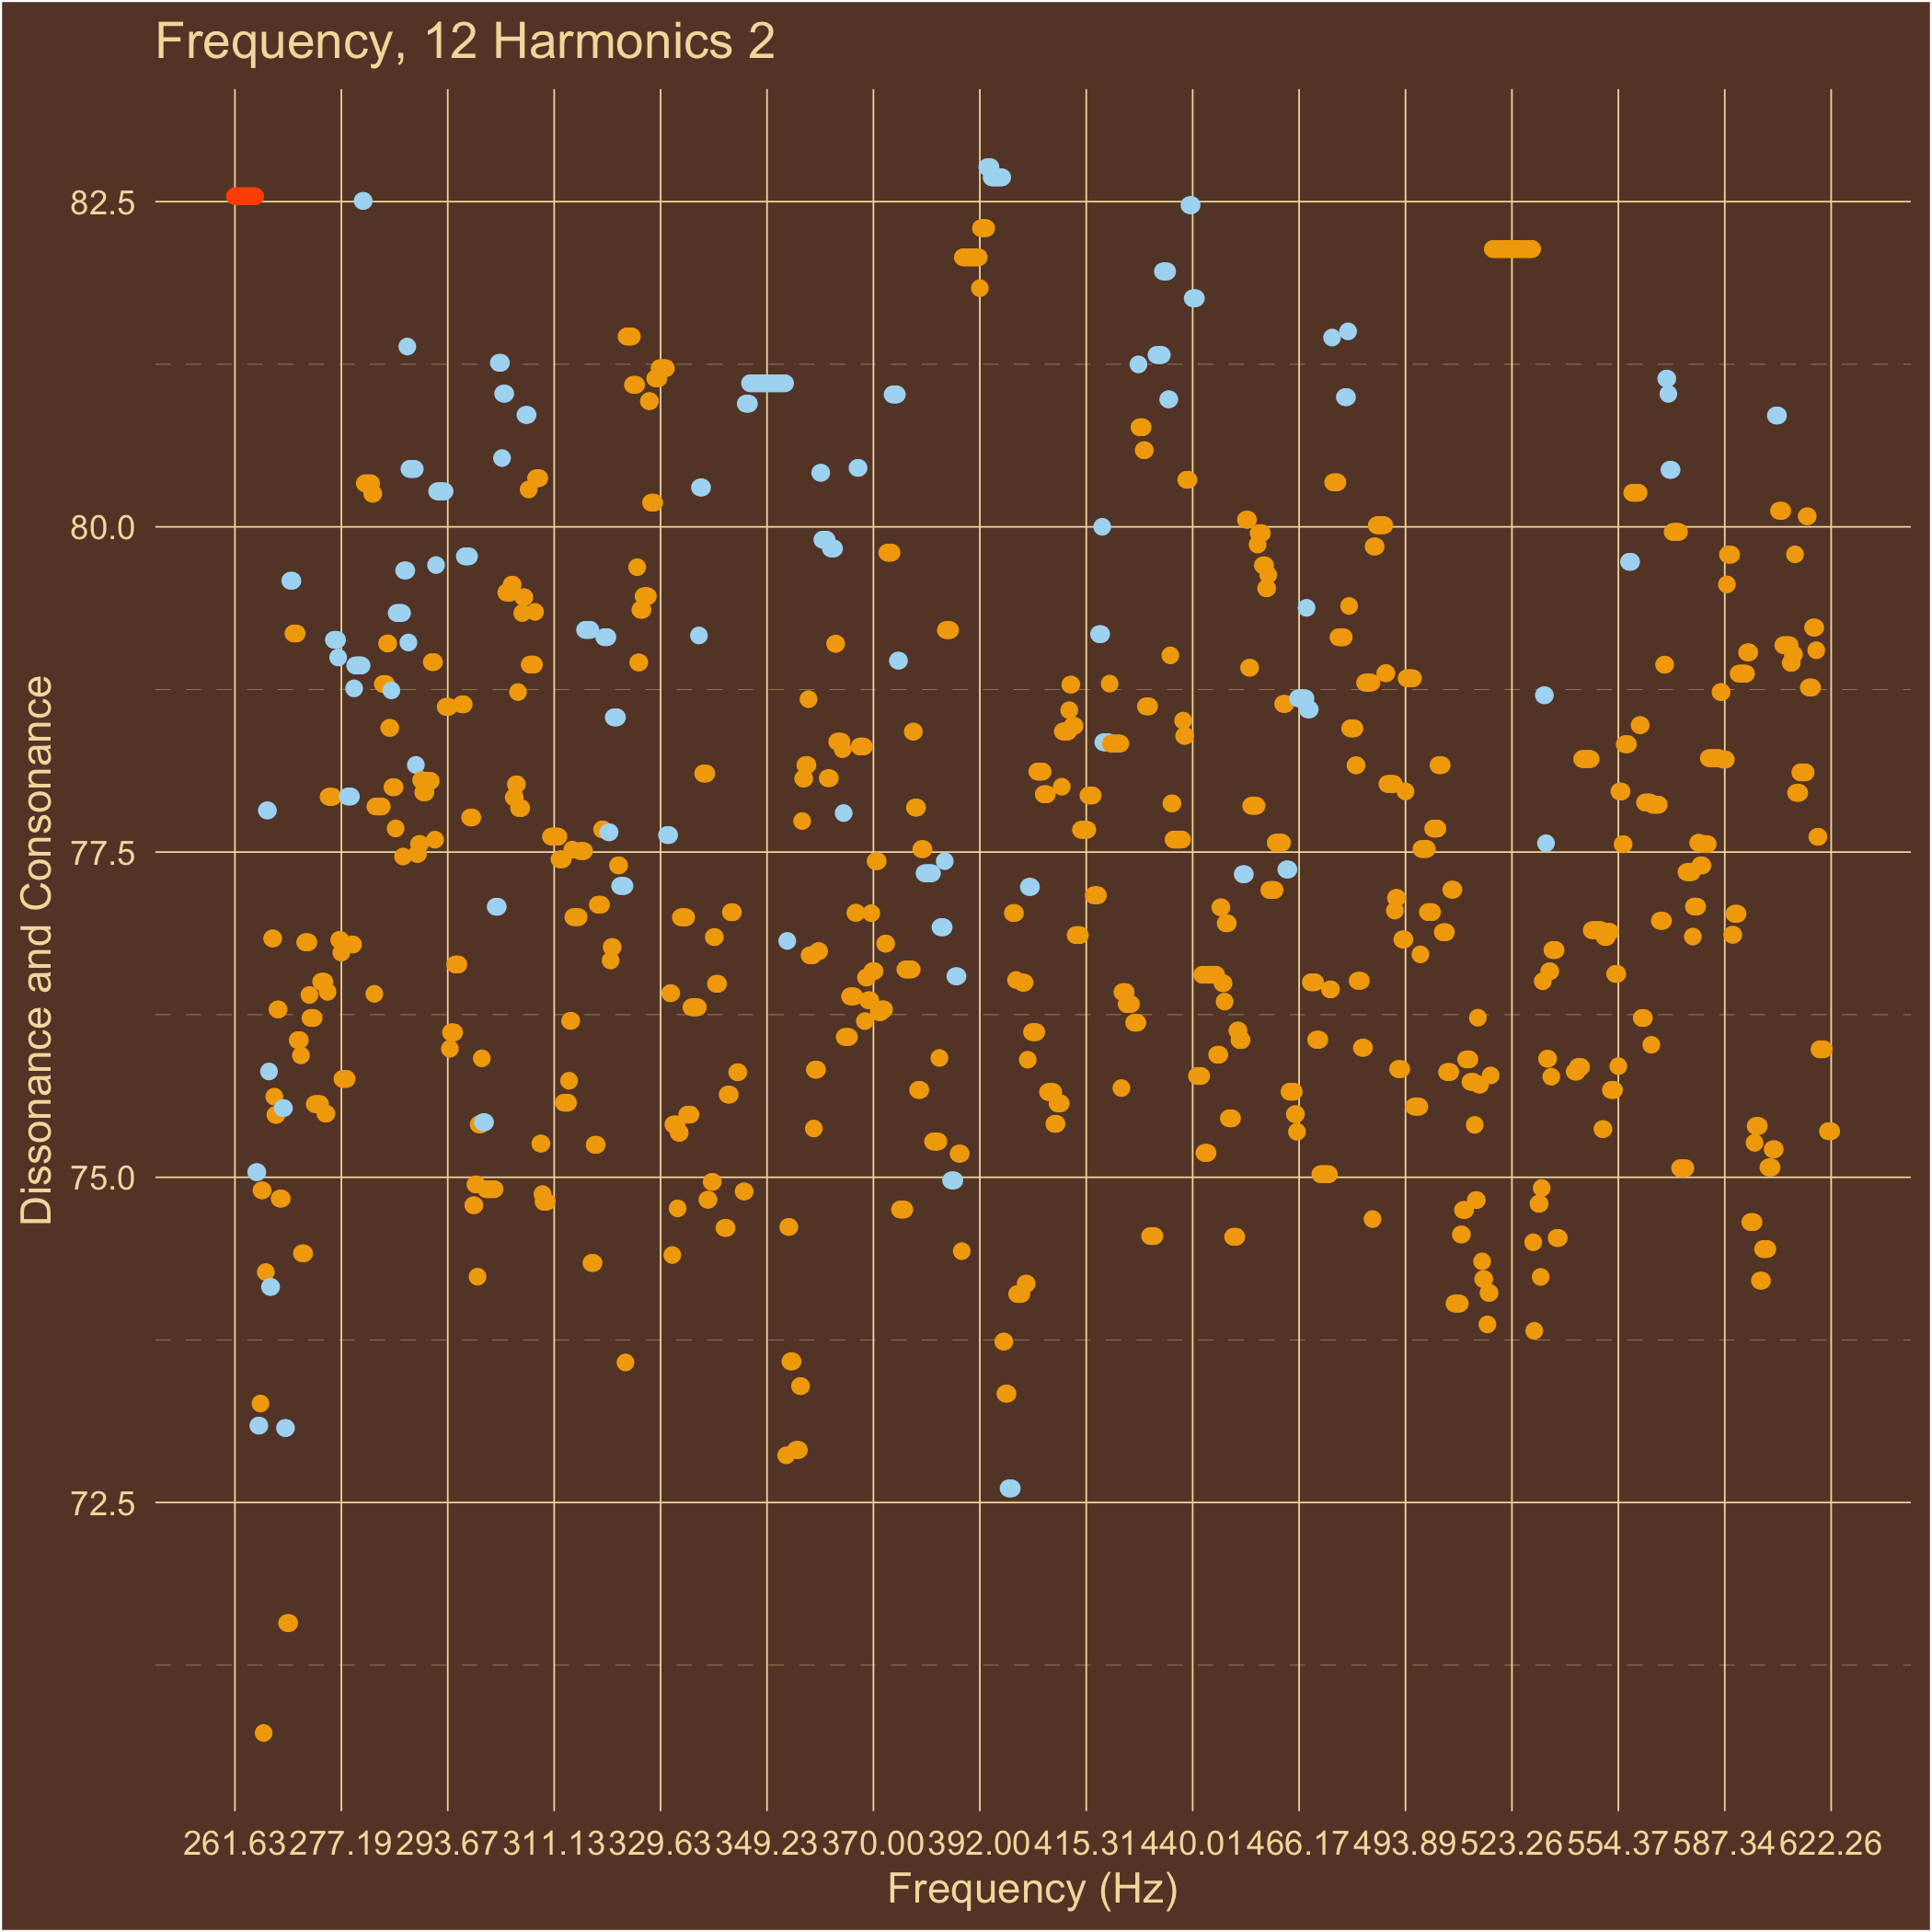 Frequency, 12 Harmonics 2
Dissonance and Consonance
82.5
80.0
77.5
75.0
72.5
261.63 277.19 293.67 311.13 329.63 349.23 370.00 392.00 415.31 440.01 466.17 493.89 523.26 554.37 587.34 622.26
Frequency (Hz)